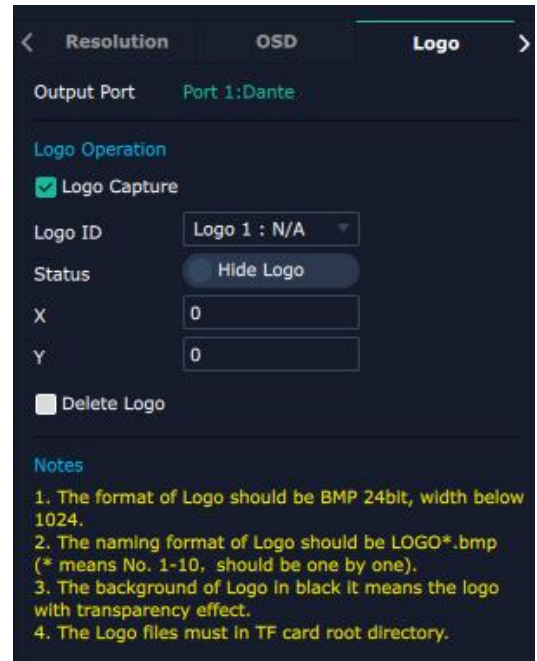 Resolution OSD Logo
Output Port Port 1:Dante
Logo Operation
Logo Capture
Logo ID Logo 1 : N/A
Status Hide Logo
X 0
Y 0
Delete Logo
Notes
1. The format of Logo should be BMP 24bit, width below
1024.
2. The naming format of Logo should be LOGO*.bmp
(* means No. 1-10，should be one by one).
3. The background of Logo in black it means the logo
with transparency effect.
4. The Logo files must in TF card root directory.